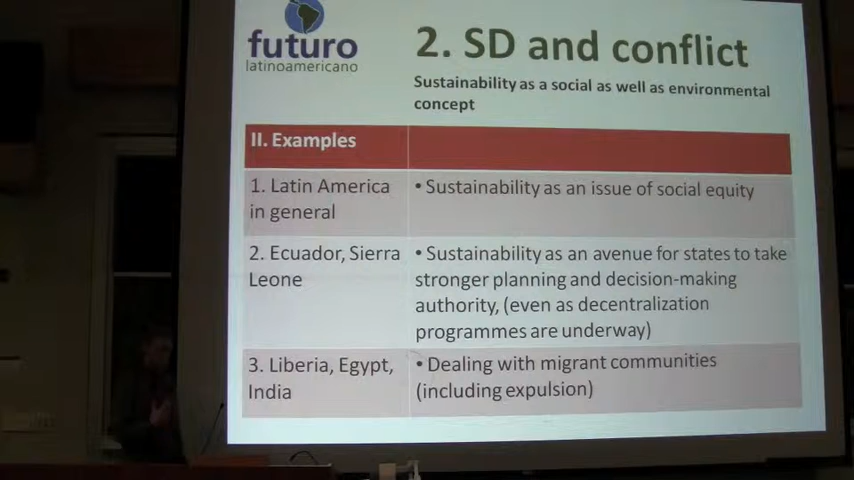 futuro
latinoamericano
2. SD and conflict
Sustainability as a social as well as environmental
concept
II. Examples
1. Latin America
in general
• Sustainability as an issue of social equity
2. Ecuador, Sierra
Leone
• Sustainability as an avenue for states to take
stronger planning and decision-making
authority, (even as decentralization
programmes are underway)
3. Liberia, Egypt,
India
• Dealing with migrant communities
(including expulsion)